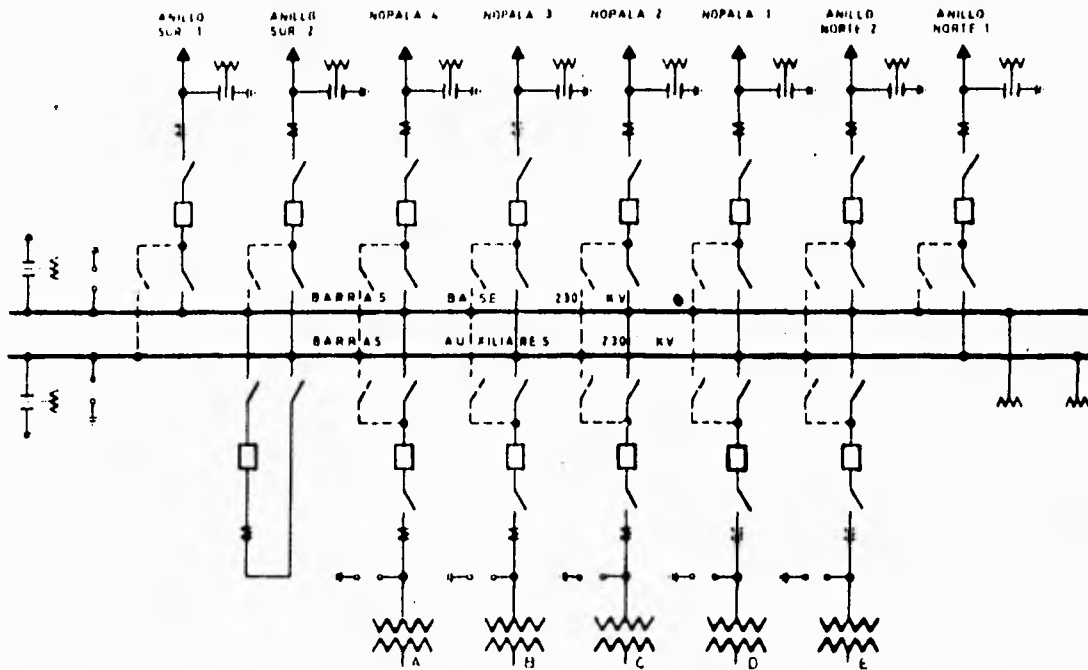 ANILLO
SUR 1
ANILLO
SUR 2
NOPALA 4
NOPALA 3
NOPALA 2
NOPALA 1
ANILLO
NORTE 2
ANILLO
NORTE 1
BARRAS BASE 230 KV
BARRAS AUXILIARES 230 KV
A B C D E